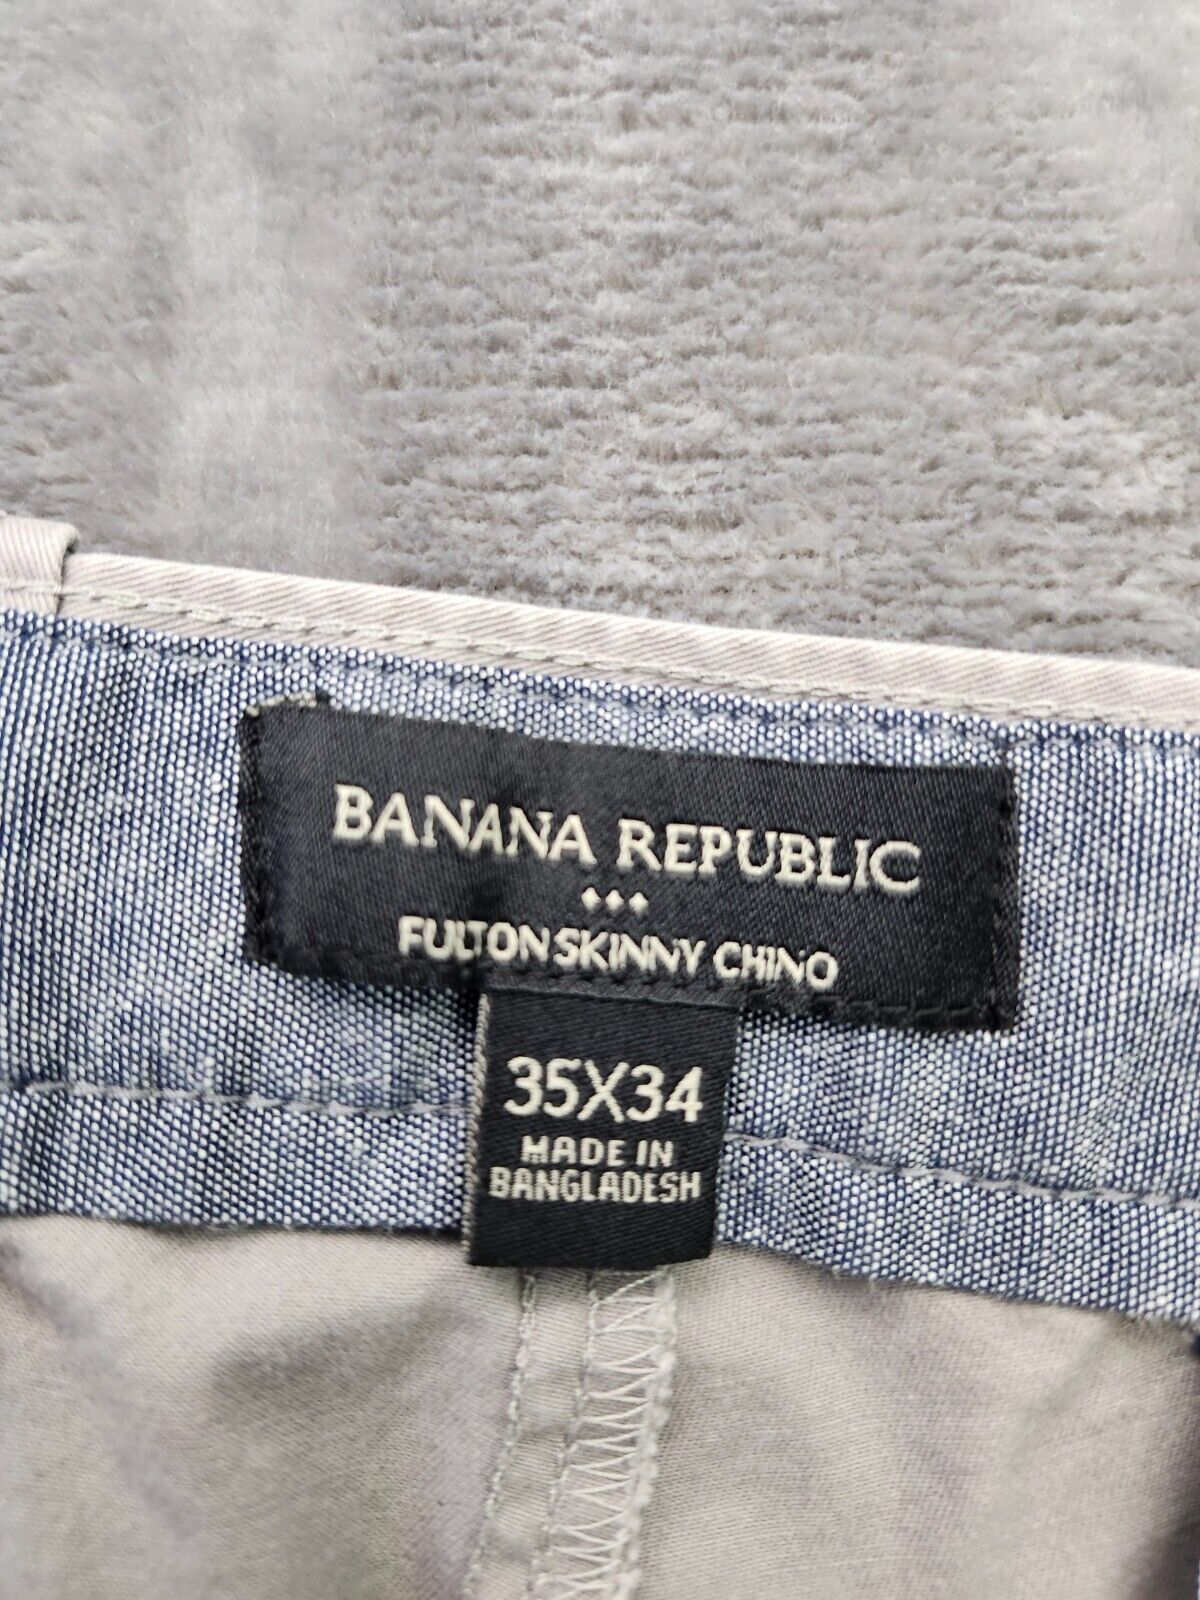 BANANA REPUBLIC
FULTON SKINNY CHINO
35X34
MADE IN
BANGLADESH